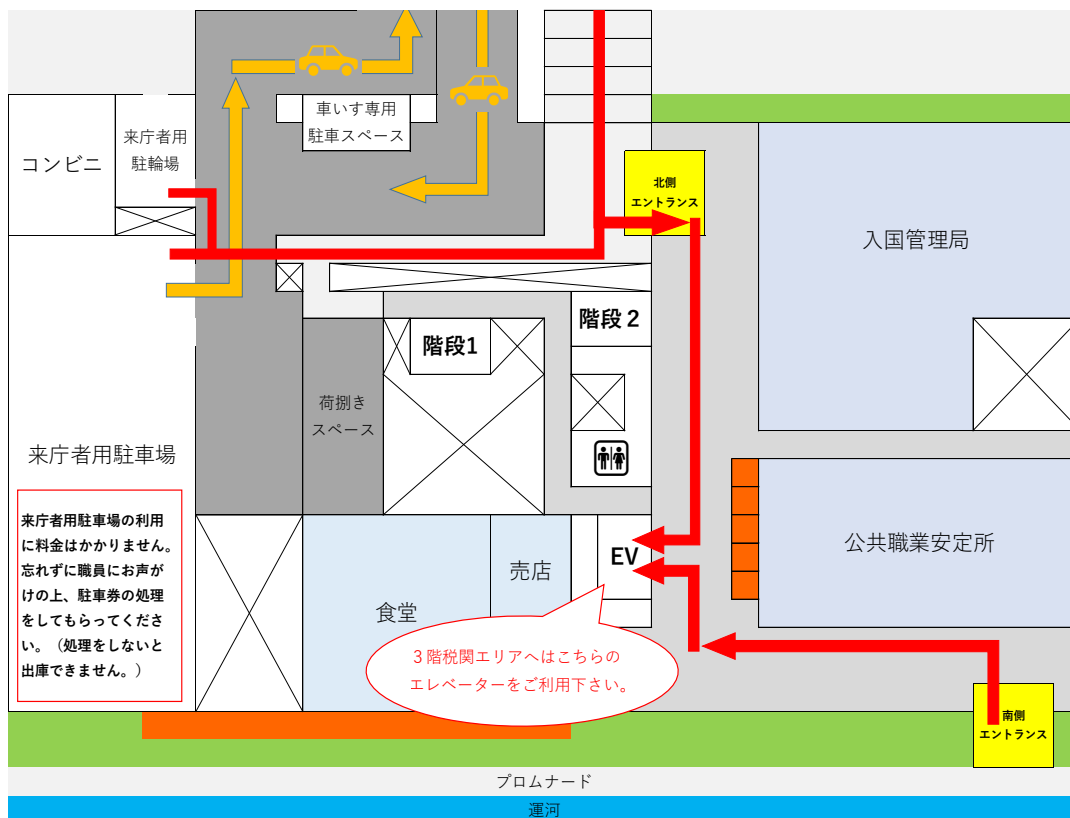 車いす専用
駐車スペース
コンビニ
来庁者用
駐輪場
北側
エントランス
入国管理局
階段1
階段２
荷捌き
スペース
来庁者用駐車場
来庁者用駐車場の利用
に料金はかかりません。
忘れずに職員にお声が
けの上、駐車券の処理
をしてもらってくださ
い。（処理をしないと
出庫できません。）
EV
公共職業安定所
売店
食堂
３階税関エリアへはこちらの
エレベーターをご利用下さい。
南側
エントランス
プロムナード
運河